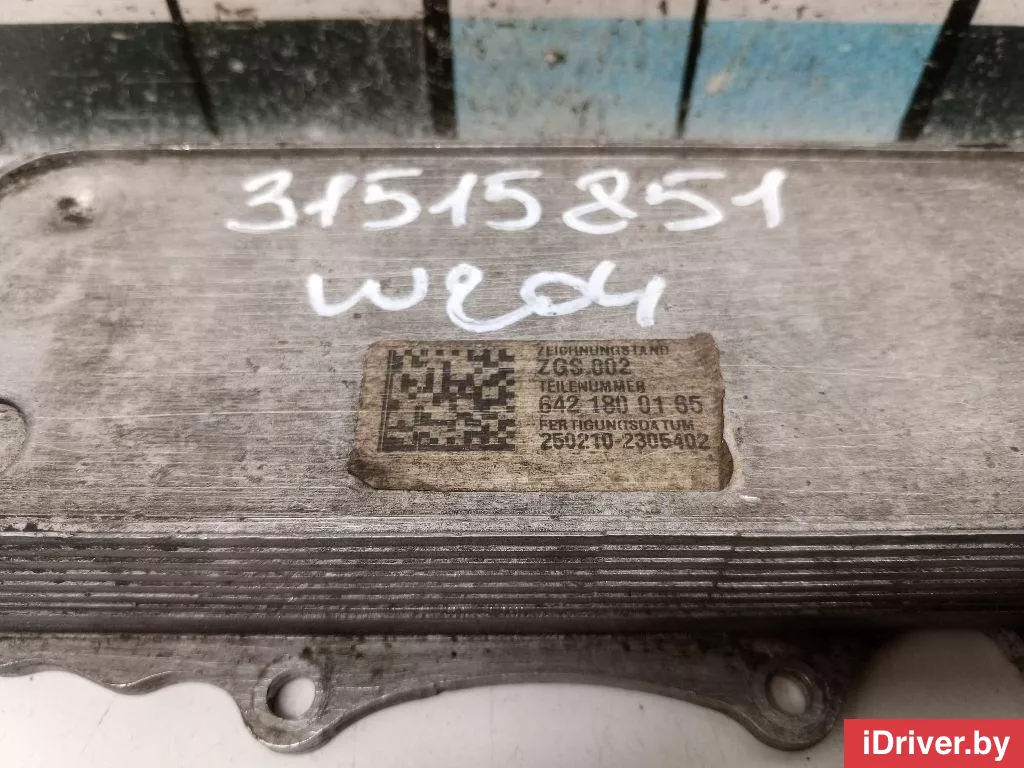 31515851
W204
ZEICHNUNGSTAND
ZGS.002
TEILENUMMER
642 180 01 65
FERTIGUNGSDATUM
250210-2305402
iDriver.by